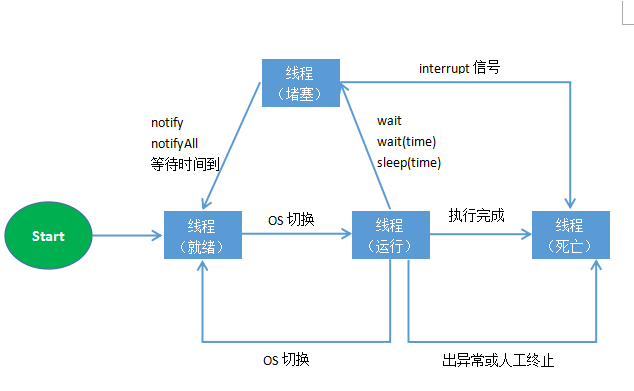 interrupt 信号
线程
（堵塞）
notify
notifyAll
等待时间到
wait
wait(time)
sleep(time)
Start
线程
（就绪）
OS 切换
线程
（运行）
执行完成
线程
（死亡）
OS 切换
出异常或人工终止